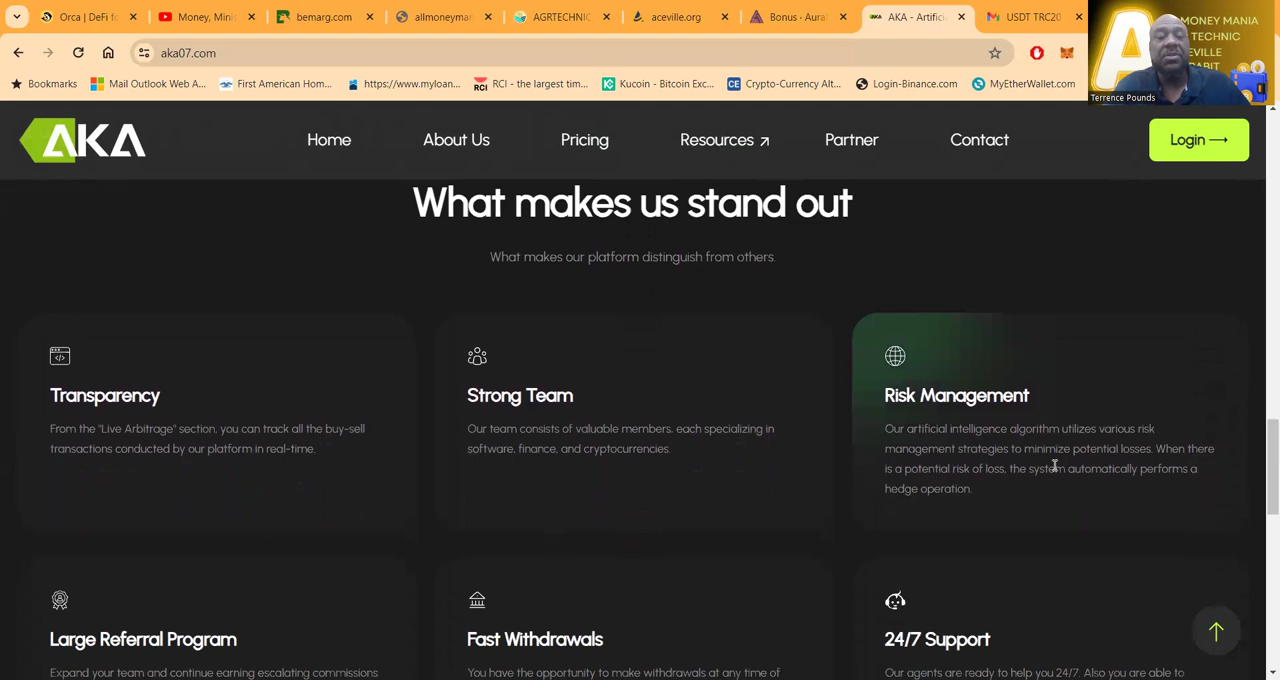 Orca | DeFi fo
Money, Minis
bemarg.com
allmoneyman
AGRTECHNIC
aceville.org
Bonus - Aura
AKA - Artific
USDT TRC20
MONEY MANIA
TECHNIC
EVILLE
ABIT
Terrence Pounds
aka07.com
Bookmarks
Mail Outlook Web A...
First American Hom...
https://www.myloan...
RCI
RCI - the largest tim...
Kucoin - Bitcoin Exc...
CE
Crypto-Currency Alt...
Login-Binance.com
MyEtherWallet.com
AKA
Home
About Us
Pricing
Resources
Partner
Contact
Login
What makes us stand out
What makes our platform distinguish from others.
Transparency
From the "Live Arbitrage" section, you can track all the buy-sell
transactions conducted by our platform in real-time.
Strong Team
Our team consists of valuable members, each specializing in
software, finance, and cryptocurrencies.
Risk Management
Our artificial intelligence algorithm utilizes various risk
management strategies to minimize potential losses. When there
is a potential risk of loss, the system automatically performs a
hedge operation.
Large Referral Program
Expand your team and continue earning escalating commissions
Fast Withdrawals
You have the opportunity to make withdrawals at any time of
24/7 Support
Our agents are ready to help you 24/7. Also you are able to